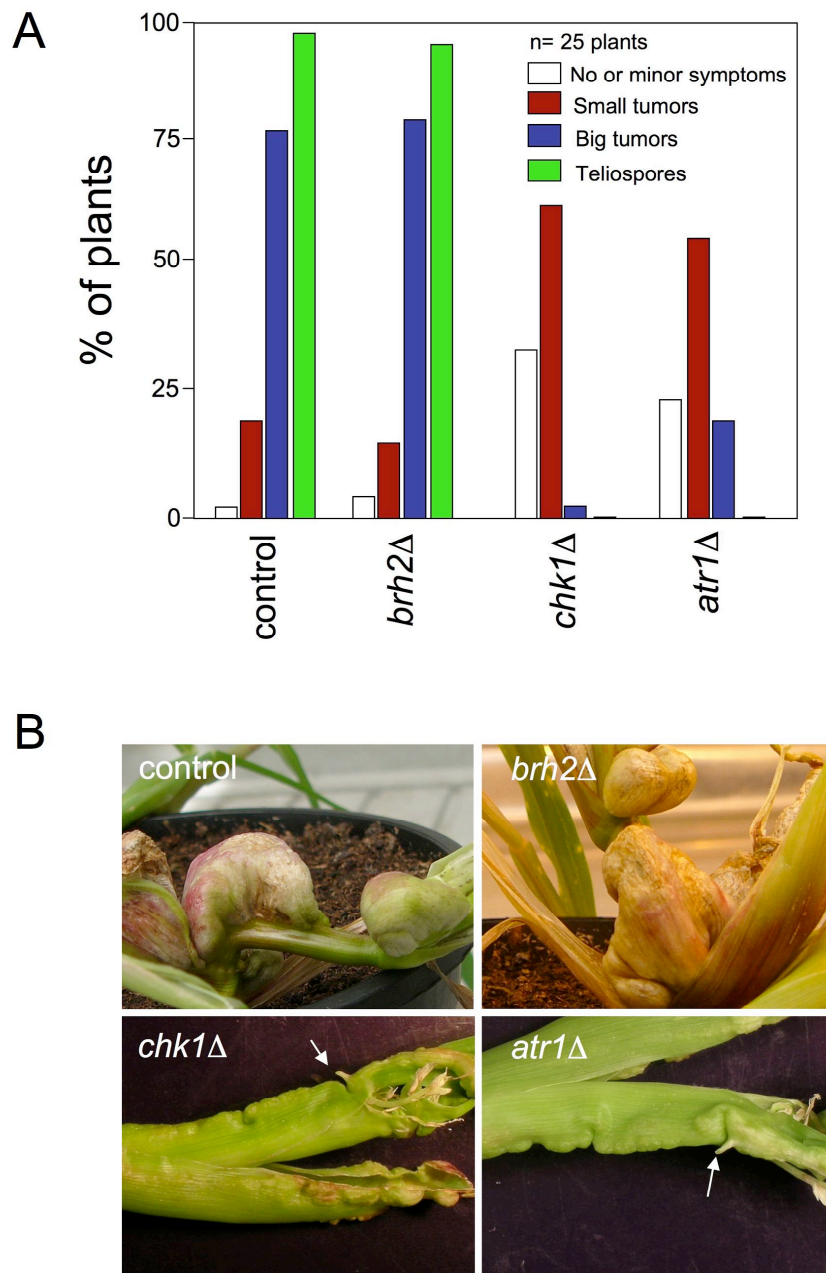 A
100
75
50
25
0
% of plants
n= 25 plants
No or minor symptoms
Small tumors
Big tumors
Teliospores
control
brh2Δ
chk1Δ
atr1Δ
B
control
brh2Δ
chk1Δ
atr1Δ